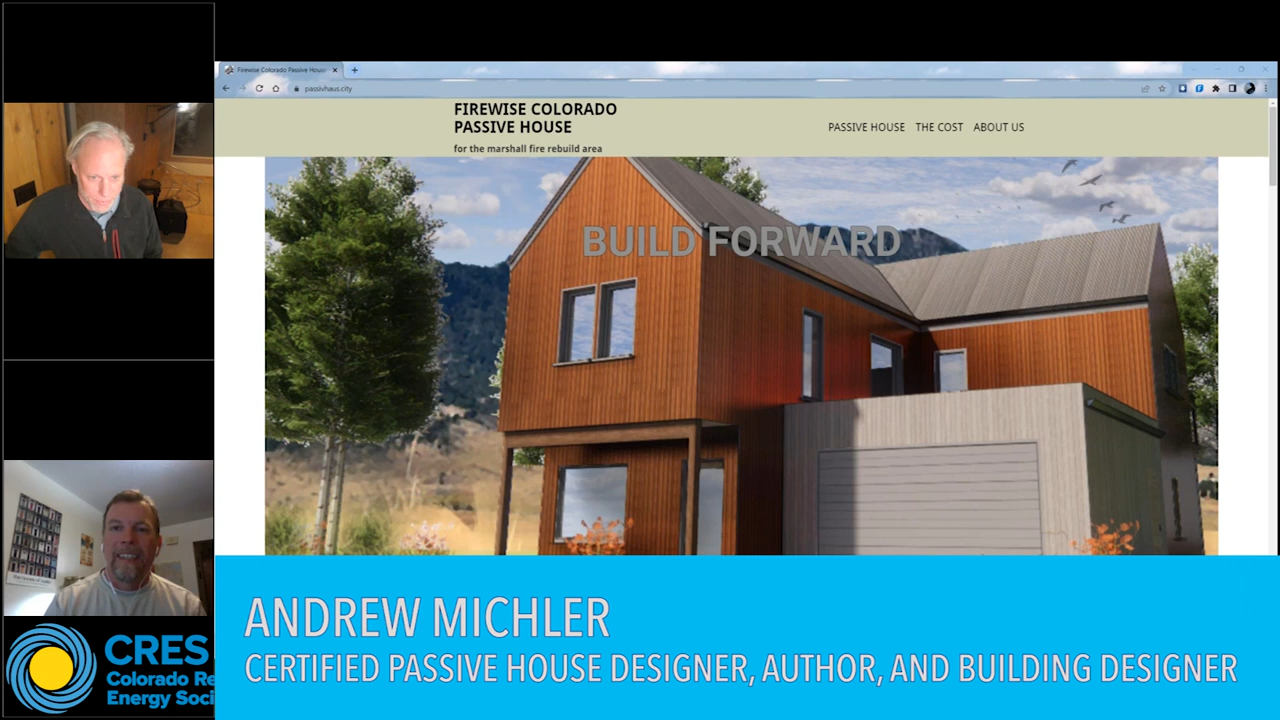 Firewise Colorado Passive Hous
passivhaus.city
FIREWISE COLORADO
PASSIVE HOUSE
for the marshall fire rebuild area
PASSIVE HOUSE THE COST ABOUT US
BUILD FORWARD
CRES
Colorado Re
Energy Soci
ANDREW MICHLER
CERTIFIED PASSIVE HOUSE DESIGNER, AUTHOR, AND BUILDING DESIGNER